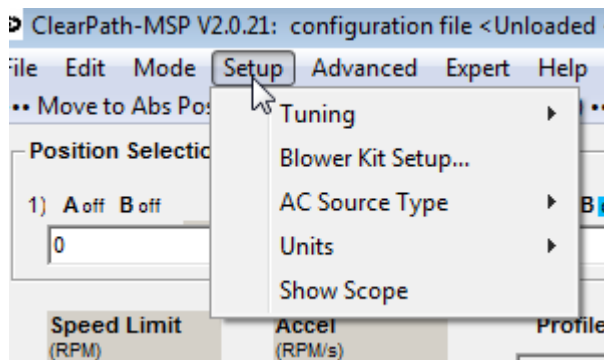 ClearPath-MSP V2.0.21: configuration file <Unloaded
File Edit Mode Setup Advanced Expert Help
•• Move to Abs Pos ) ••
Tuning
Position Selectio
Blower Kit Setup...
1) A off B off AC Source Type B
0
Units
Show Scope
Speed Limit Accel Profile
(RPM) (RPM/s)